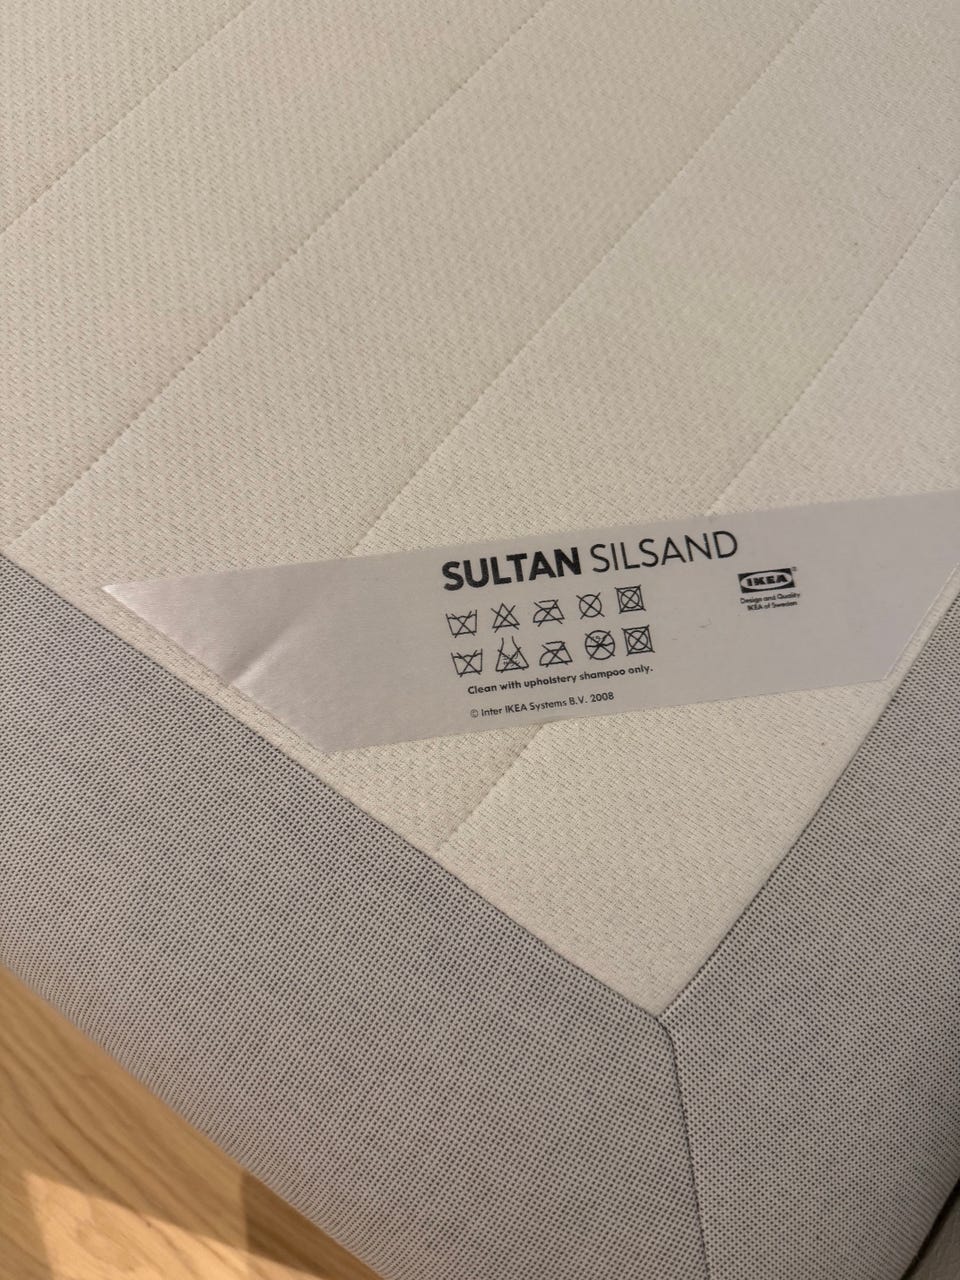 SULTAN SILSAND
IKEA®
Design and Quality
IKEA of Sweden
Clean with upholstery shampoo only.
© Inter IKEA Systems B.V. 2008